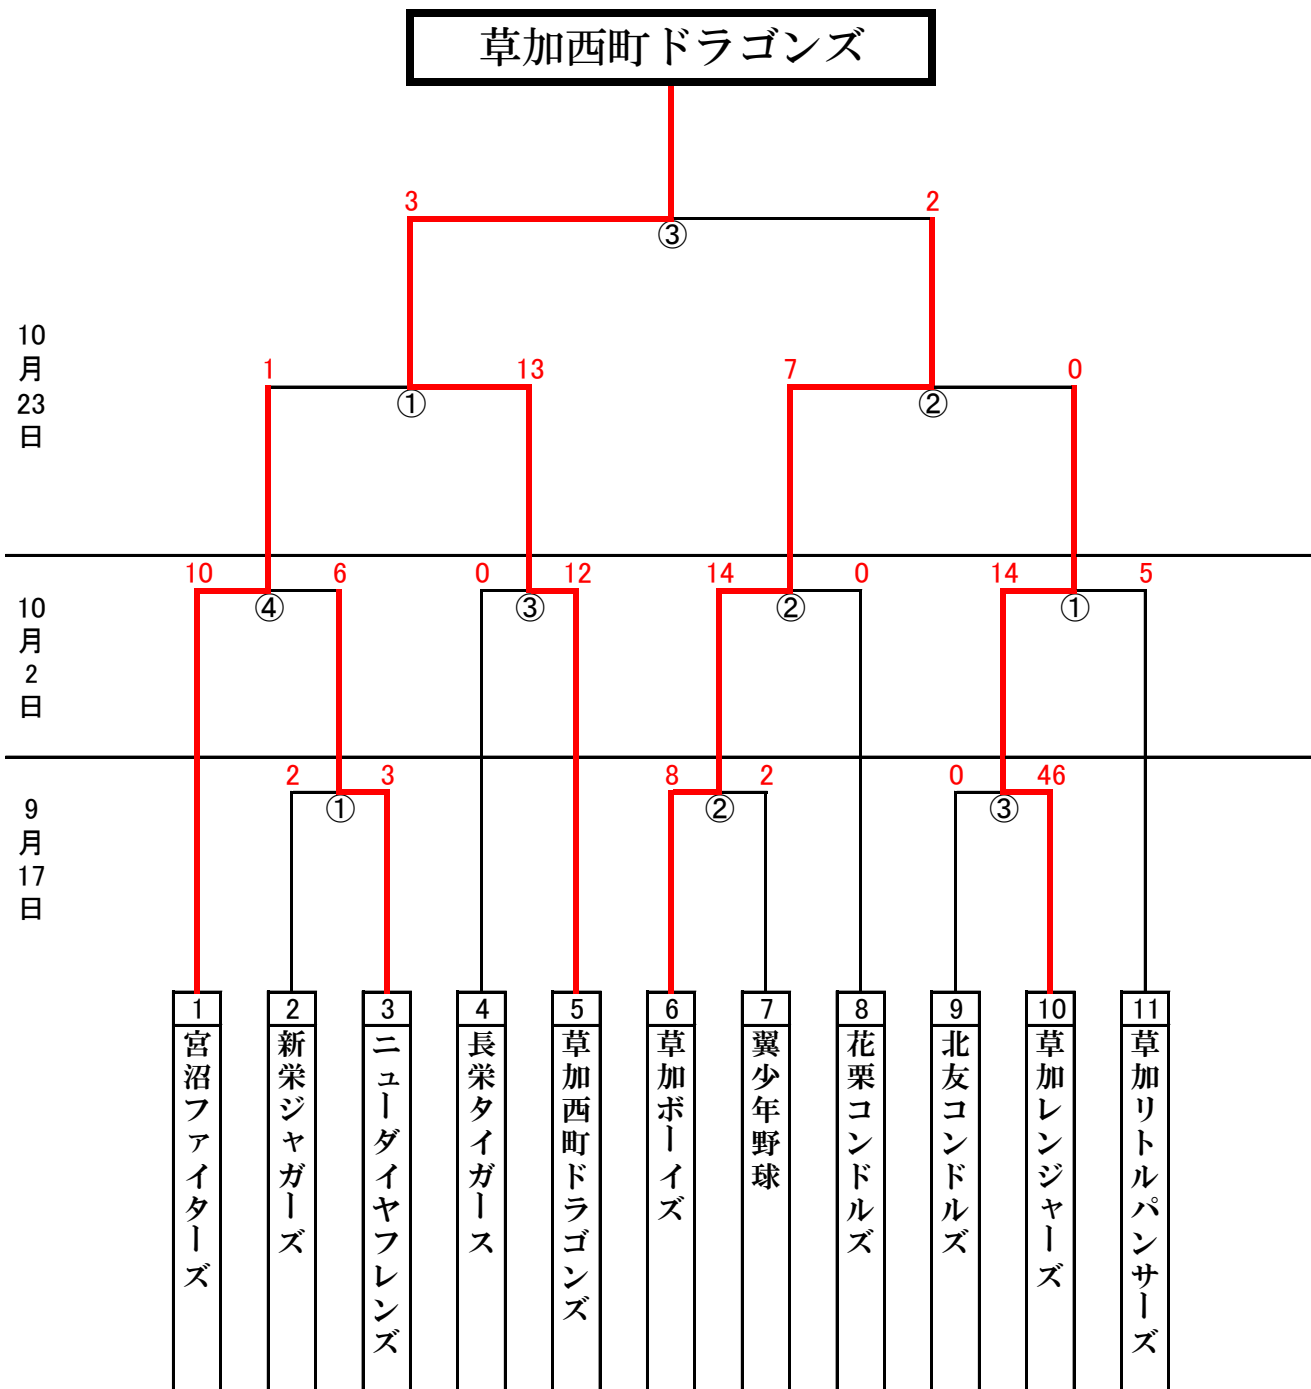 草加西町ドラゴンズ
3
2
③
10
月
23
日
1
13
7
0
①
②
10
月
2
日
10
6
0
12
14
0
14
5
④
③
②
①
9
月
17
日
2
3
8
2
0
46
①
②
③
1
2
3
4
5
6
7
8
9
10
11
宮沼ファイターズ
新栄ジャガーズ
ニューダイヤフレンズ
長栄タイガース
草加西町ドラゴンズ
草加ボーイズ
翼少年野球
花栗コンドルズ
北友コンドルズ
草加レンジャーズ
草加リトルパンサーズ